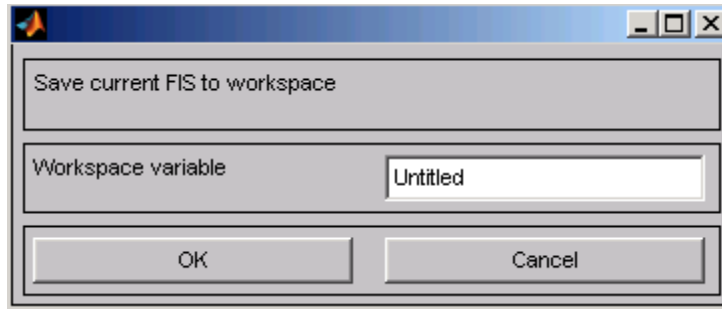 Save current FIS to workspace
Workspace variable
Untitled
OK
Cancel